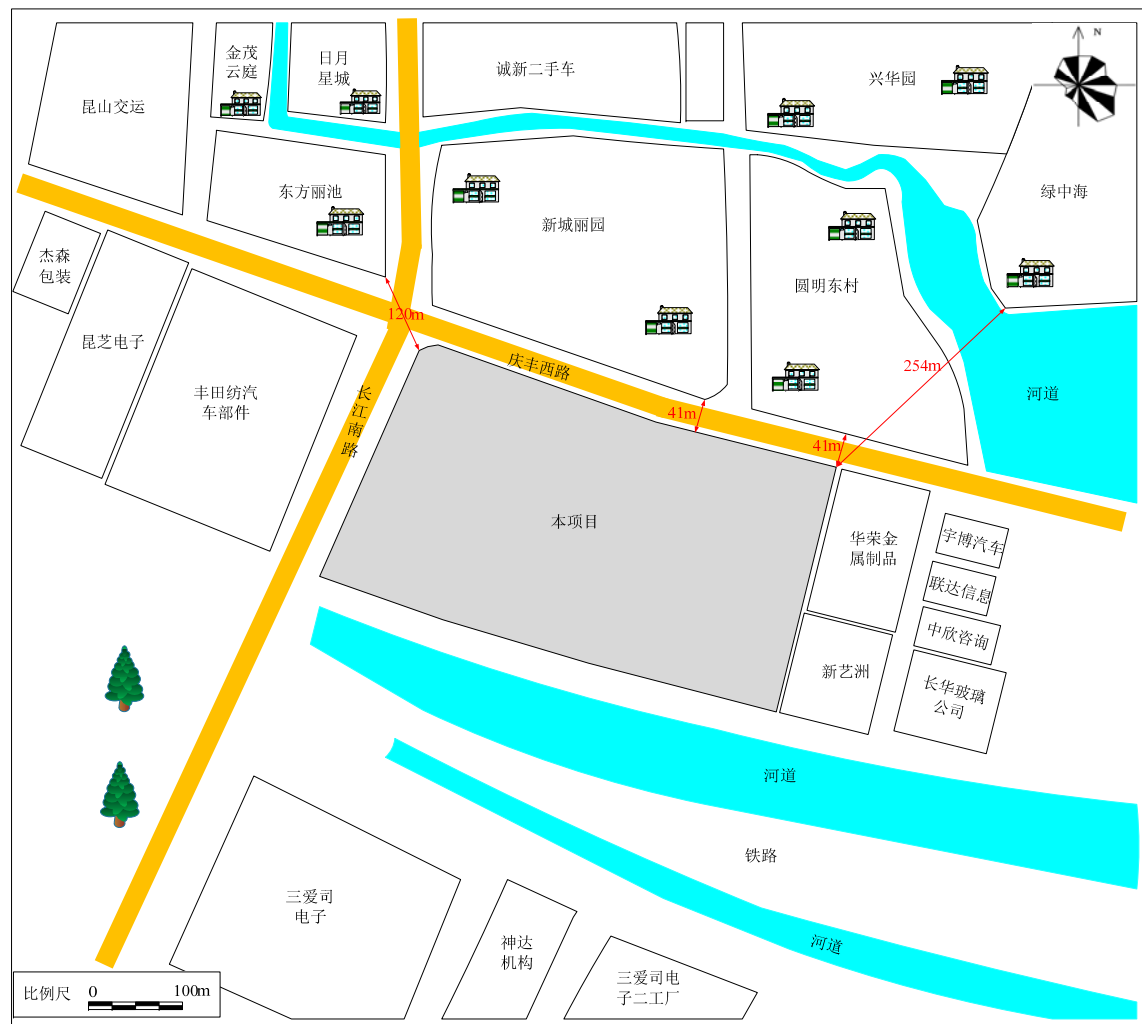 金茂
云庭
日月
星城
诚新二手车
兴华园
N
昆山交运
东方丽池
新城丽园
绿中海
杰森
包装
圆明东村
昆芝电子
120m
庆丰西路
254m
丰田纺汽
车部件
长江南路
41m
41m
河道
本项目
华荣金
属制品
宇博汽车
联达信息
中欣咨询
新艺洲
长华玻璃
公司
河道
铁路
三爱司
电子
神达
机构
河道
三爱司电
子二工厂
比例尺
0
100m